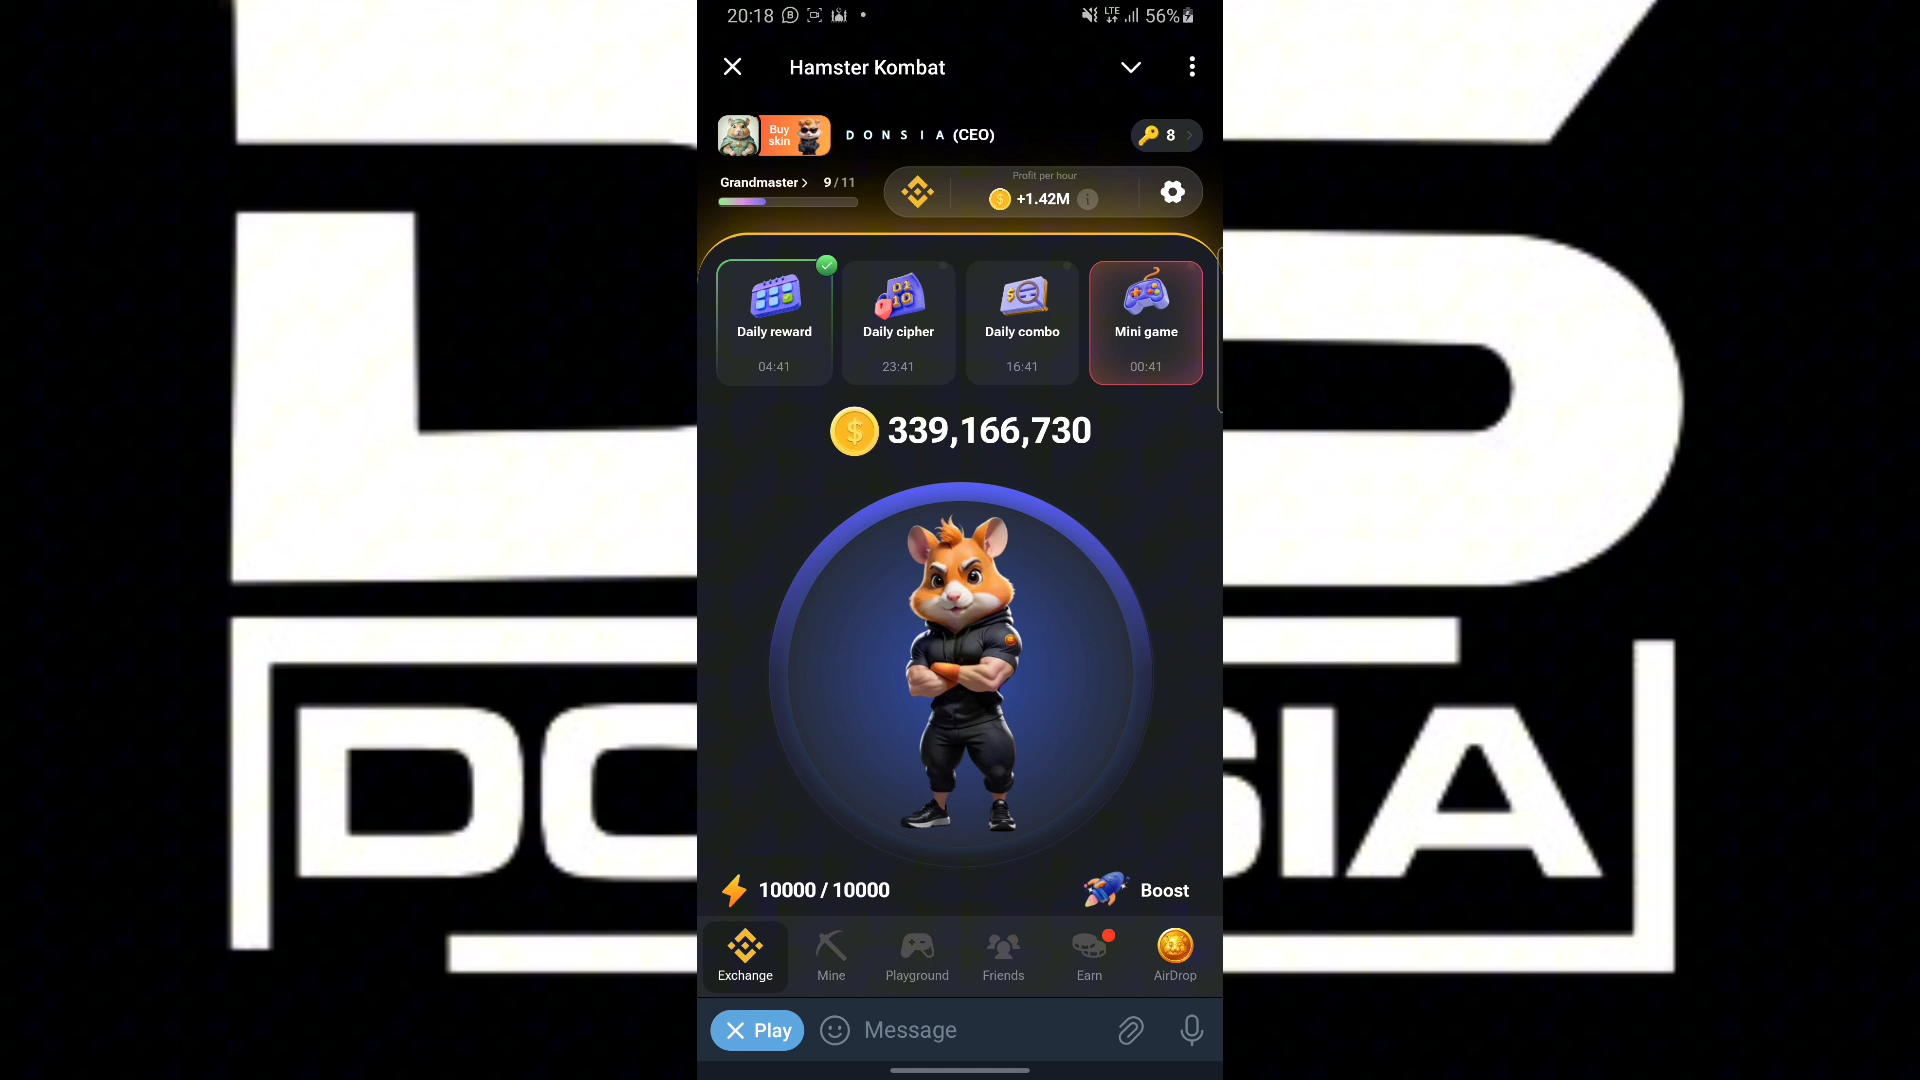 20:18
LTE
56%
Hamster Kombat
Buy skin
D O N S I A (CEO)
8
Grandmaster >
9 / 11
Profit per hour
+1.42M
Daily reward
04:41
Daily cipher
23:41
Daily combo
16:41
Mini game
00:41
339,166,730
10000 / 10000
Boost
Exchange
Mine
Playground
Friends
Earn
AirDrop
Play
Message